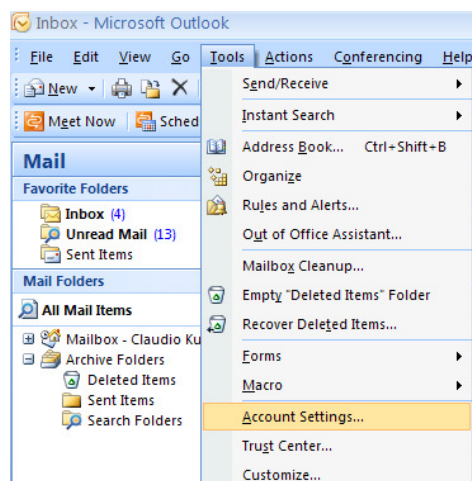 Inbox - Microsoft Outlook
File Edit View Go Tools Actions Conferencing Help
New
Meet Now Sched
Mail
Favorite Folders
Inbox (4)
Unread Mail (13)
Sent Items
Mail Folders
All Mail Items
Mailbox - Claudio Ku
Archive Folders
Deleted Items
Sent Items
Search Folders
Send/Receive
Instant Search
Address Book... Ctrl+Shift+B
Organize
Rules and Alerts...
Out of Office Assistant...
Mailbox Cleanup...
Empty "Deleted Items" Folder
Recover Deleted Items...
Forms
Macro
Account Settings...
Trust Center...
Customize...